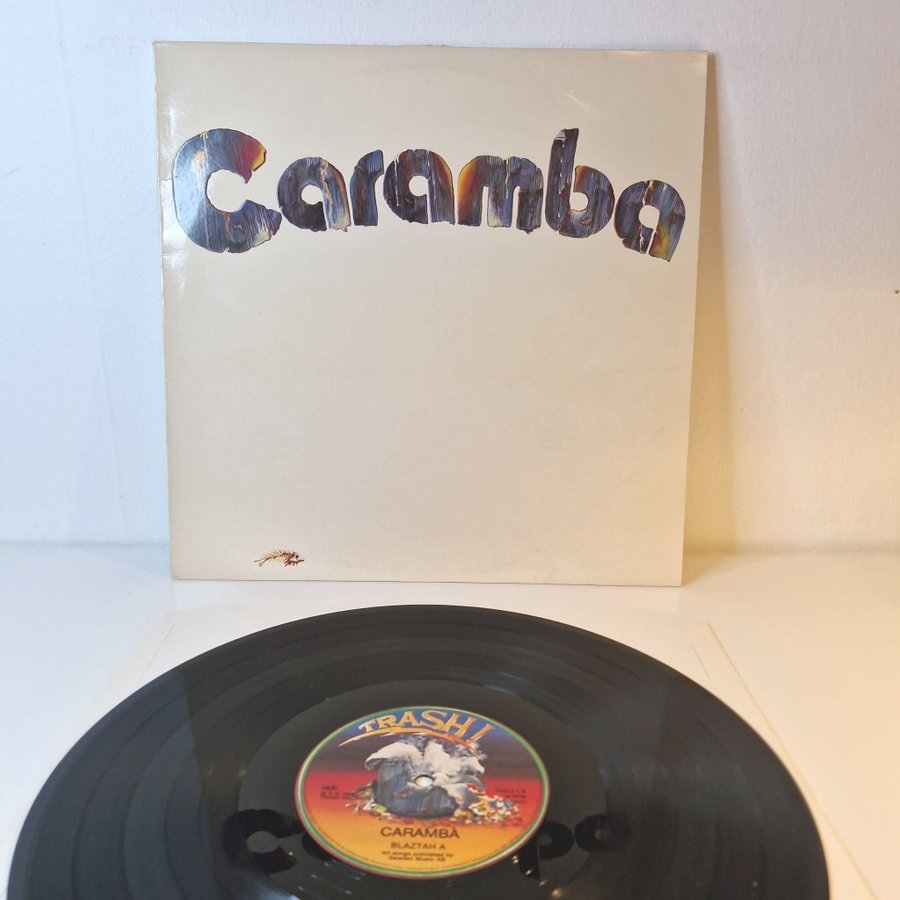 Caramba
TRASH!
CARAMBA
BLAZTAH A
All songs published by
Sweden Music AB